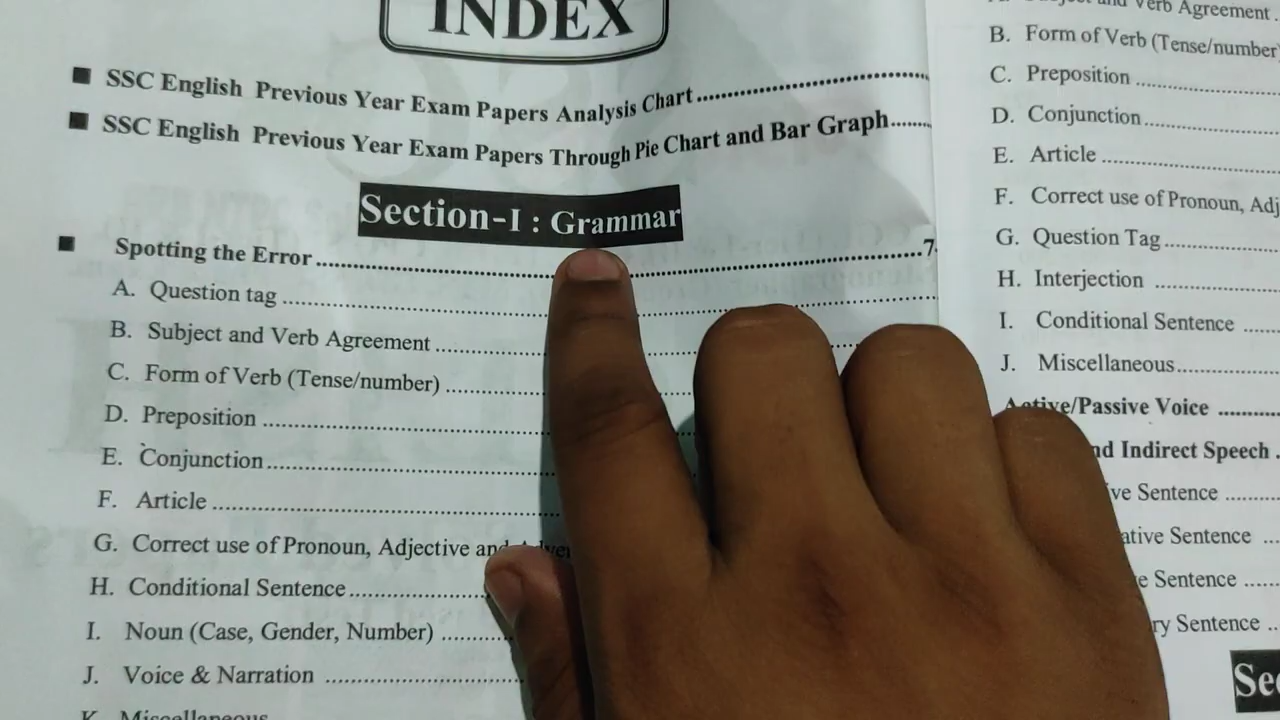 INDEX
■ SSC English Previous Year Exam Papers Analysis Chart
■ SSC English Previous Year Exam Papers Through Pie Chart and Bar Graph
Section-I : Grammar
■ Spotting the Error 7
A. Question tag
B. Subject and Verb Agreement
C. Form of Verb (Tense/number)
D. Preposition
E. Conjunction
F. Article
G. Correct use of Pronoun, Adjective and
H. Conditional Sentence
I. Noun (Case, Gender, Number)
J. Voice & Narration
K. Miscellaneous
and Verb Agreement
B. Form of Verb (Tense/number)
C. Preposition
D. Conjunction
E. Article
F. Correct use of Pronoun,
G. Question Tag
H. Interjection
I. Conditional Sentence
J. Miscellaneous
Active/Passive Voice
Indirect Speech
Sentence
Sentence
Sentence
Sentence